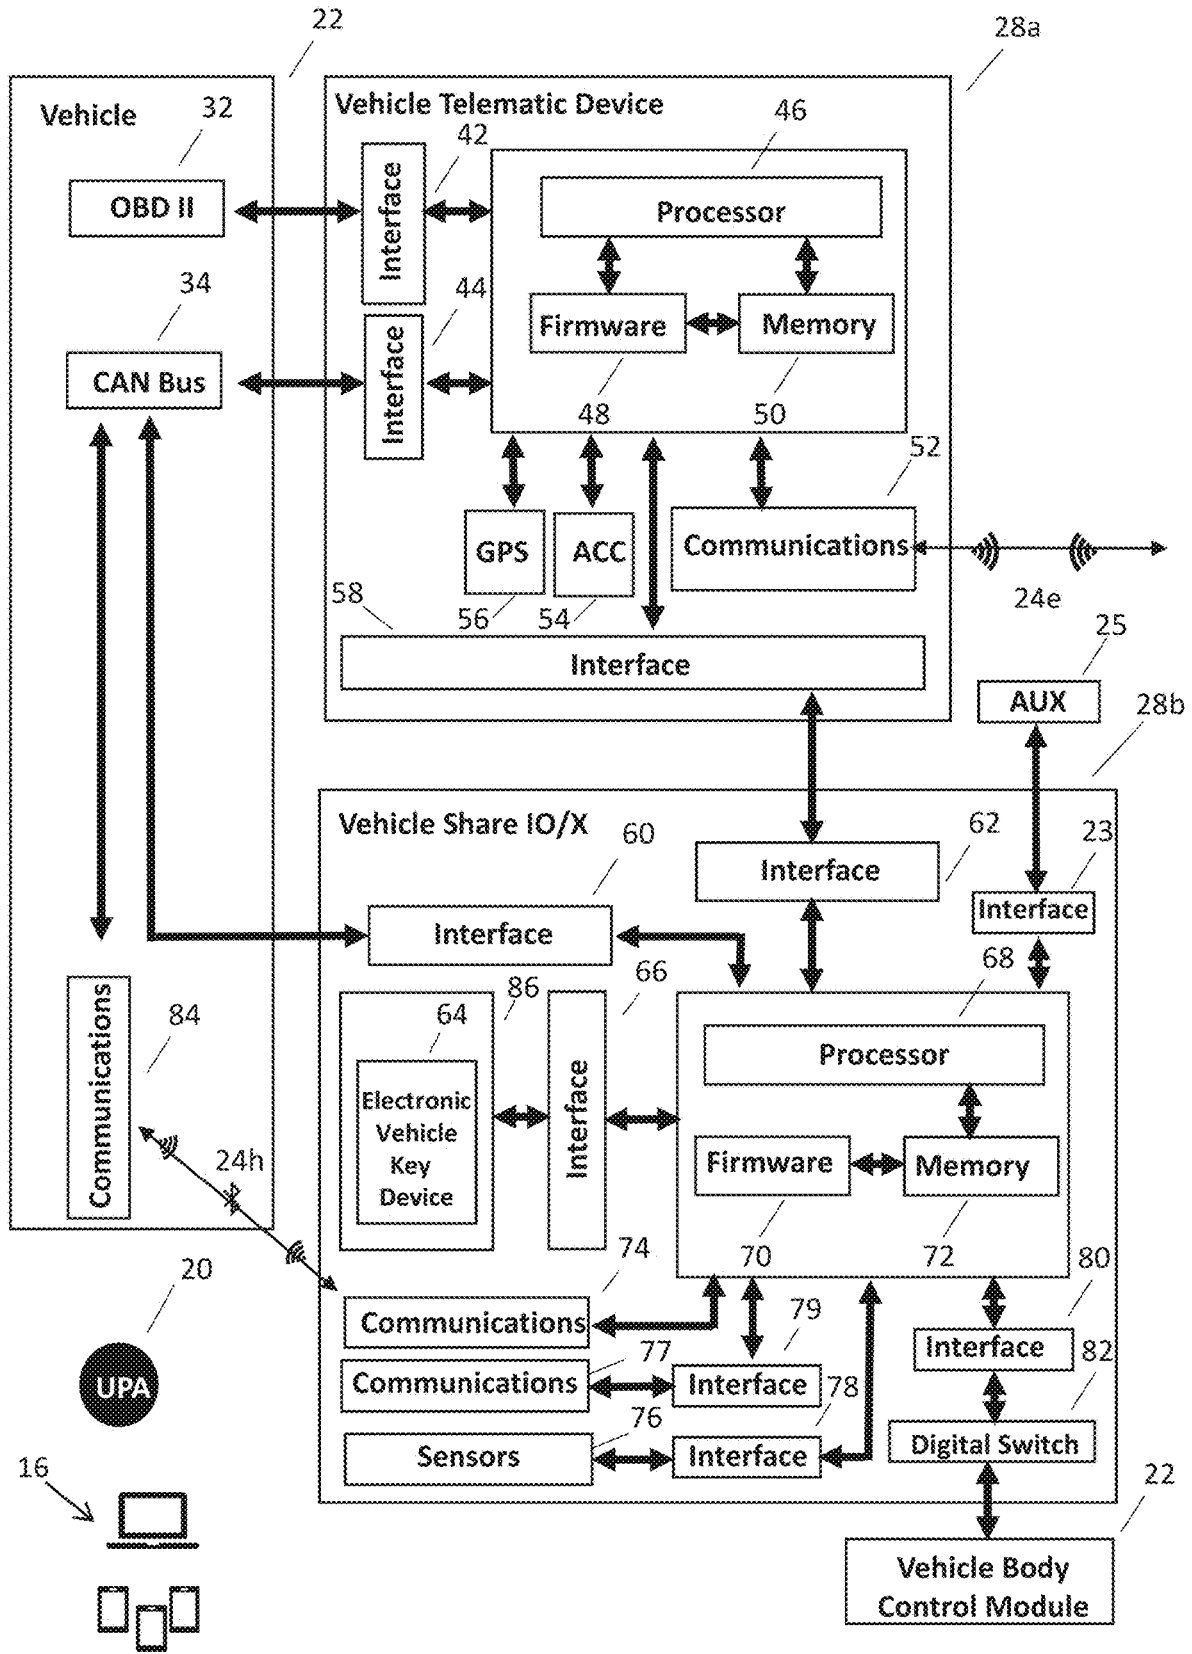 22
28a
Vehicle
32
OBD II
34
CAN Bus
Vehicle Telematic Device
42
Interface
44
Interface
46
Processor
Firmware
Memory
48
50
52
GPS
ACC
Communications
58
56
54
24e
Interface
25
AUX
28b
Vehicle Share IO/X
60
62
23
Interface
Interface
Interface
84
Communications
86
66
68
64
Electronic
Vehicle
Key
Device
Interface
Processor
Firmware
Memory
24h
74
70
72
80
20
79
Communications
Interface
82
77
UPA
Communications
Interface
78
76
Sensors
Interface
Digital Switch
16
22
Vehicle Body
Control Module